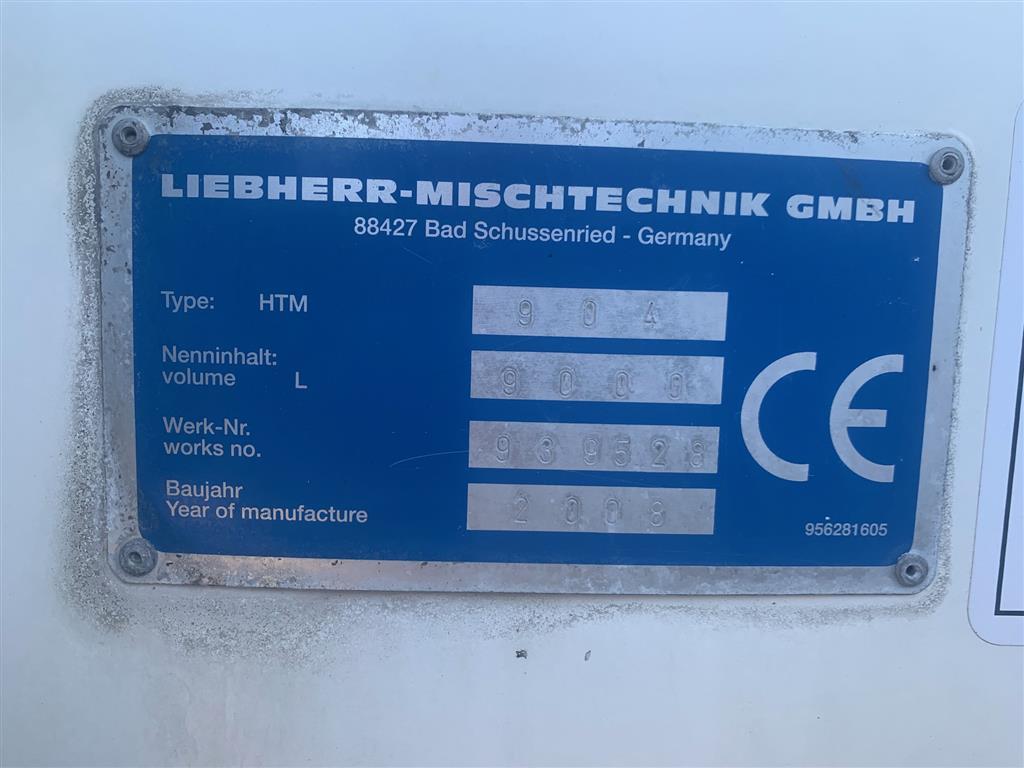 LIEBHERR-MISCHTECHNIK GMBH
88427 Bad Schussenried - Germany
Type: HTM 904
Nenninhalt:
volume L 9000
Werk-Nr.
works no. 939528
Baujahr
Year of manufacture 2008
CE
956281605